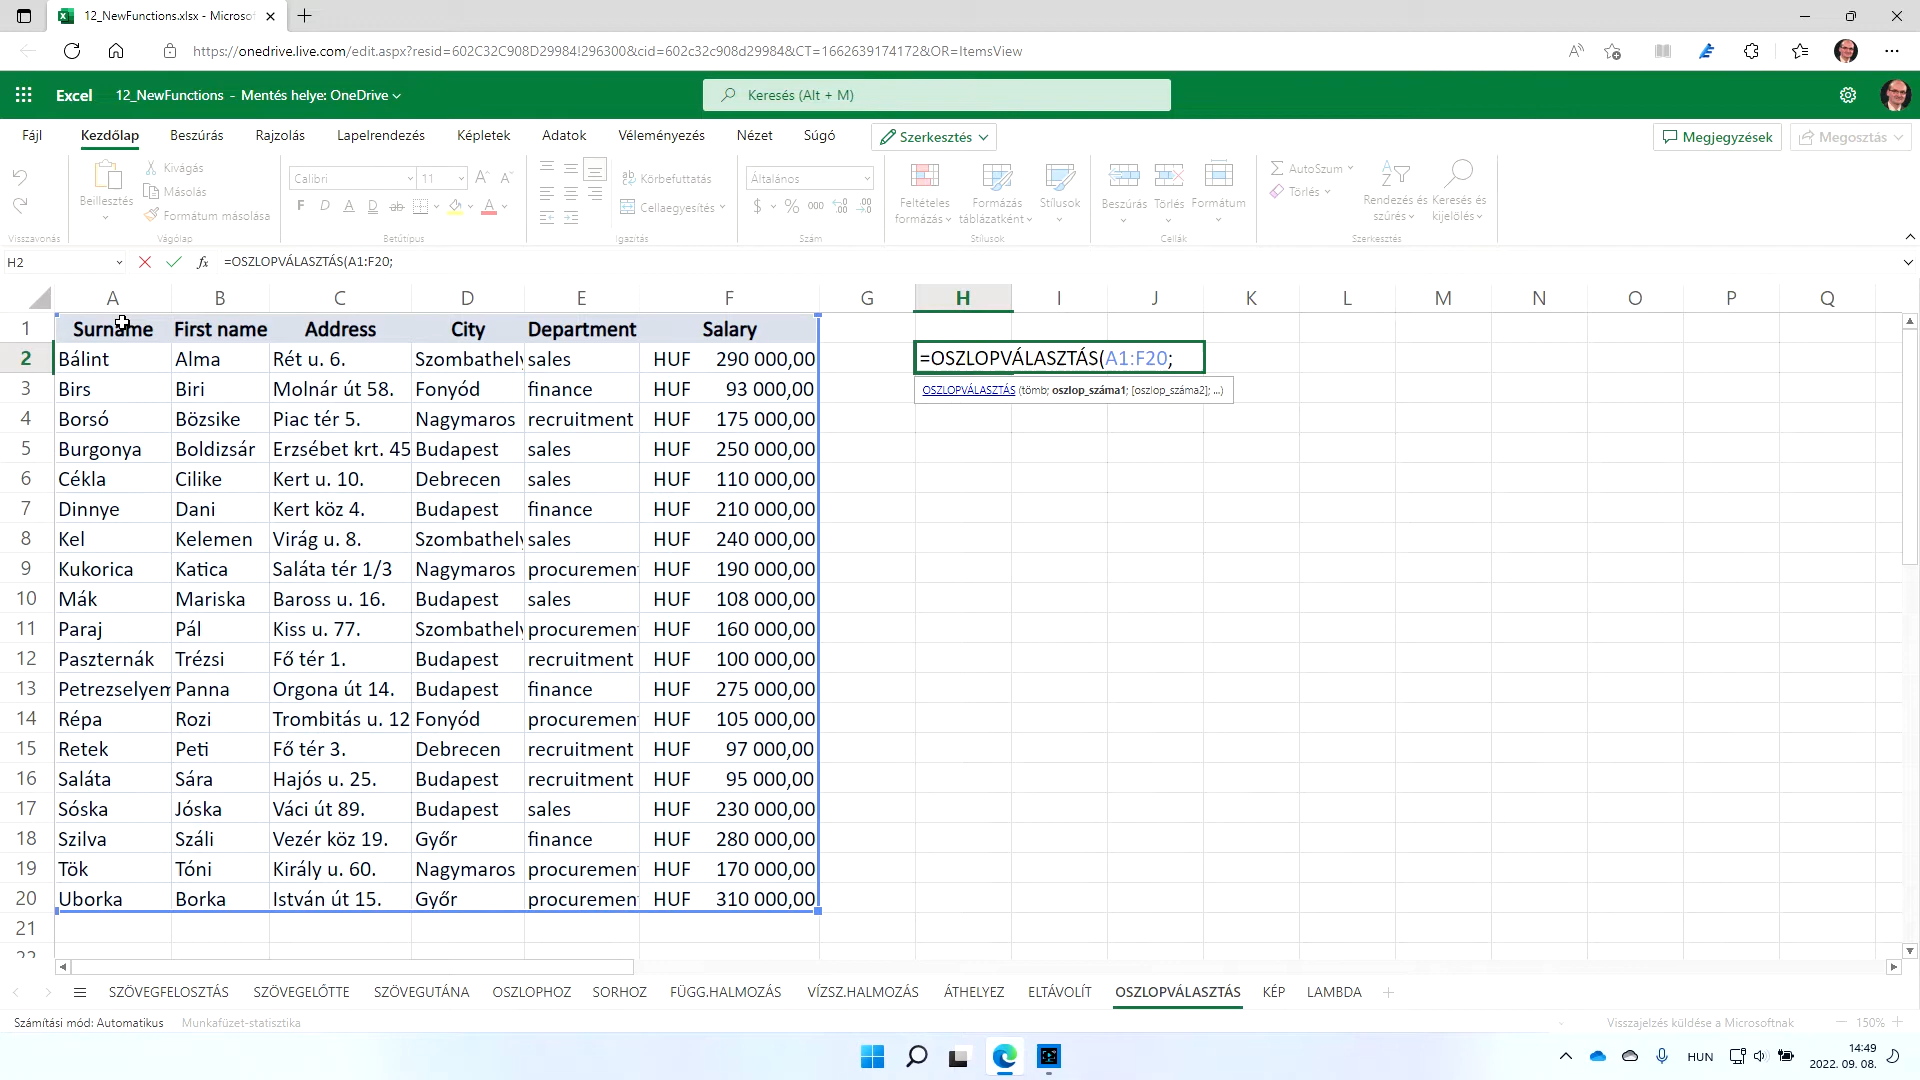 12_NewFunctions.xlsx - Microso
https://onedrive.live.com/edit.aspx?resid=602C32C908D29984!296300&cid=602c32c908d29984&CT=1662639174172&OR=ItemsView
Excel 12_NewFunctions - Mentés helye: OneDrive
Keresés (Alt + M)
Fájl Kezdőlap Beszúrás Rajzolás Lapelrendezés Képletek Adatok Véleményezés Nézet Súgó Szerkesztés Megjegyzések Megosztás
Beillesztés Kivágás Másolás Formátum másolása
Calibri 11
Körbefuttatás
Cellaegyesítés
Általános
Feltételes formázás Formázás táblázatként Stílusok
Beszúrás Törlés Formátum
AutoSzum
Törlés
Rendezés és szűrés Keresés és kijelölés
Visszavonás Vágólap Betűtípus Igazítás Szám Stílusok Cellák Szerkesztés
H2 fx =OSZLOPVÁLASZTÁS(A1:F20;
A B C D E F G H I J K L M N O P Q
1 Surname First name Address City Department Salary
2 Bálint Alma Rét u. 6. Szombathely sales HUF 290 000,00 =OSZLOPVÁLASZTÁS(A1:F20;
OSZLOPVÁLASZTÁS (tömb; oszlop_száma1; [oszlop_száma2]; ...)
3 Birs Biri Molnár út 58. Fonyód finance HUF 93 000,00
4 Borsó Bözsike Piac tér 5. Nagymaros recruitment HUF 175 000,00
5 Burgonya Boldizsár Erzsébet krt. 45 Budapest sales HUF 250 000,00
6 Cékla Cilike Kert u. 10. Debrecen sales HUF 110 000,00
7 Dinnye Dani Kert köz 4. Budapest finance HUF 210 000,00
8 Kel Kelemen Virág u. 8. Szombathely sales HUF 240 000,00
9 Kukorica Katica Saláta tér 1/3 Nagymaros procuremen HUF 190 000,00
10 Mák Mariska Baross u. 16. Budapest sales HUF 108 000,00
11 Paraj Pál Kiss u. 77. Szombathely procuremen HUF 160 000,00
12 Paszternák Trézsi Fő tér 1. Budapest recruitment HUF 100 000,00
13 Petrezselyem Panna Orgona út 14. Budapest finance HUF 275 000,00
14 Répa Rozi Trombitás u. 12 Fonyód procuremen HUF 105 000,00
15 Retek Peti Fő tér 3. Debrecen recruitment HUF 97 000,00
16 Saláta Sára Hajós u. 25. Budapest recruitment HUF 95 000,00
17 Sóska Jóska Váci út 89. Budapest sales HUF 230 000,00
18 Szilva Száli Vezér köz 19. Győr finance HUF 280 000,00
19 Tök Tóni Király u. 60. Nagymaros procuremen HUF 170 000,00
20 Uborka Borka István út 15. Győr procuremen HUF 310 000,00
21
SZÖVEGFELOSZTÁS SZÖVEGELŐTTE SZÖVEGUTÁNA OSZLOPHOZ SORHOZ FÜGG.HALMOZÁS VÍZSZ.HALMOZÁS ÁTHELYEZ ELTÁVOLÍT OSZLOPVÁLASZTÁS KÉP LAMBDA
Számítási mód: Automatikus Munkafüzet-statisztika Visszajelzés küldése a Microsoftnak 150%
HUN 14:49
2022. 09. 08.